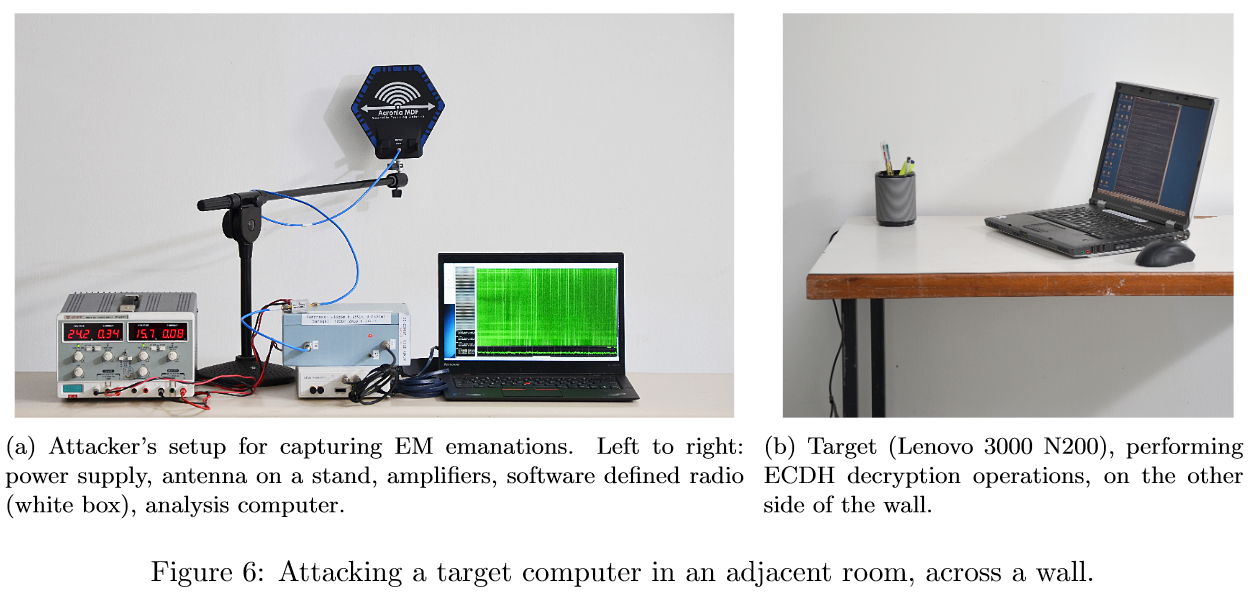 Aaronia MDF
24.2 0.34 15.7 0.08
(a) Attacker's setup for capturing EM emanations. Left to right:
power supply, antenna on a stand, amplifiers, software defined radio
(white box), analysis computer.
(b) Target (Lenovo 3000 N200), performing
ECDH decryption operations, on the other
side of the wall.
Figure 6: Attacking a target computer in an adjacent room, across a wall.